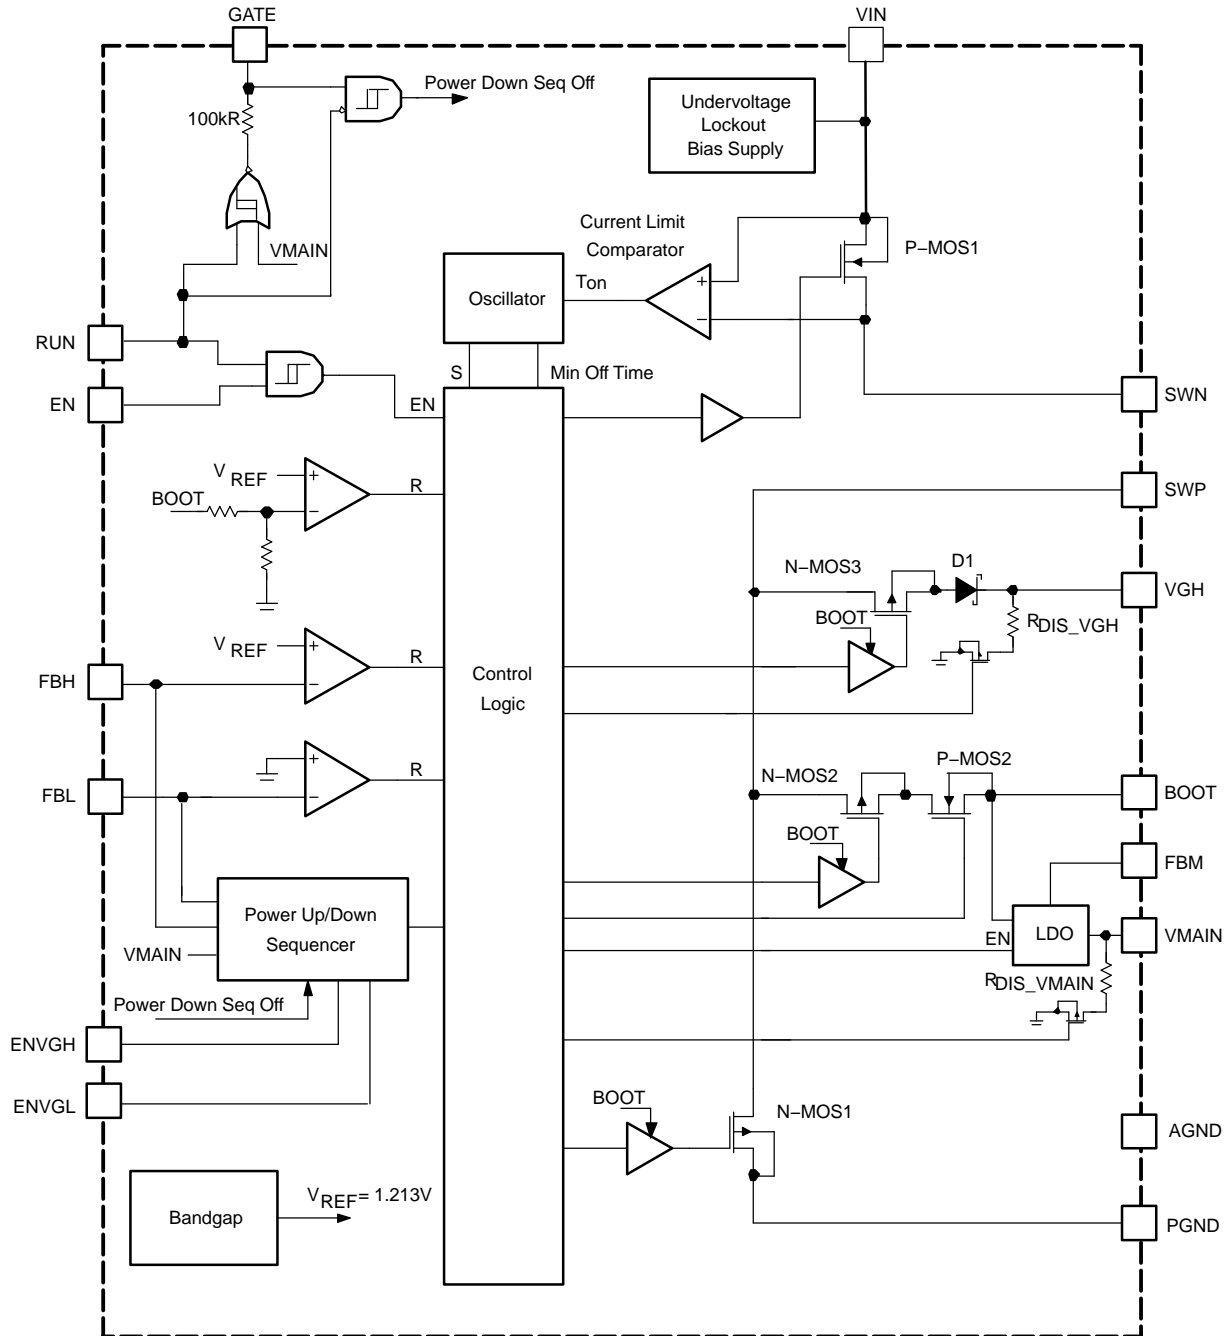 GATE
VIN
Power Down Seq Off
100kR
Undervoltage
Lockout
Bias Supply
VMAIN
Current Limit
Comparator
P–MOS1
Ton
+
–
Oscillator
RUN
S
Min Off Time
EN
EN
SWN
V REF
+
–
R
BOOT
SWP
N–MOS3
D1
VGH
BOOT
RDIS_VGH
V REF
+
–
R
FBH
Control
Logic
+
–
R
FBL
N–MOS2
P-MOS2
BOOT
BOOT
FBM
Power Up/Down
Sequencer
VMAIN
EN
LDO
VMAIN
RDIS_VMAIN
Power Down Seq Off
ENVGH
ENVGL
BOOT
N–MOS1
AGND
VREF= 1.213V
Bandgap
PGND